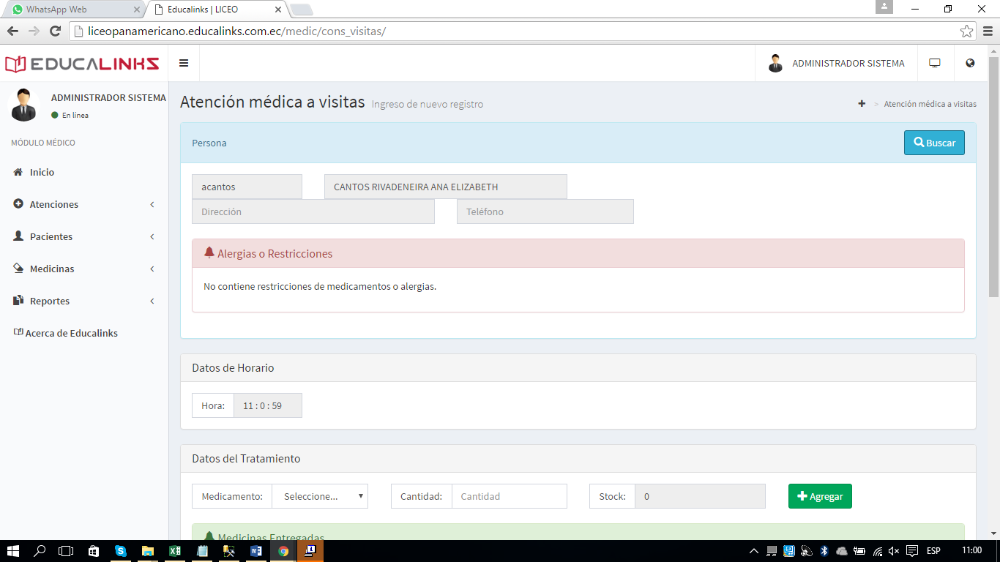 WhatsApp Web
Educalinks | LICEO
liceopanamericano.educalinks.com.ec/medic/cons_visitas/
EDUCALINKS
ADMINISTRADOR SISTEMA
ADMINISTRADOR SISTEMA
En línea
MÓDULO MÉDICO
Inicio
Atenciones
Pacientes
Medicinas
Reportes
Acerca de Educalinks
Atención médica a visitas Ingreso de nuevo registro
> Atención médica a visitas
Persona
Buscar
acantos
CANTOS RIVADENEIRA ANA ELIZABETH
Dirección
Teléfono
Alergias o Restricciones
No contiene restricciones de medicamentos o alergias.
Datos de Horario
Hora: 11 : 0 : 59
Datos del Tratamiento
Medicamento: Seleccione...
Cantidad: Cantidad
Stock: 0
Agregar
Medicinas Entregadas
ESP
11:00